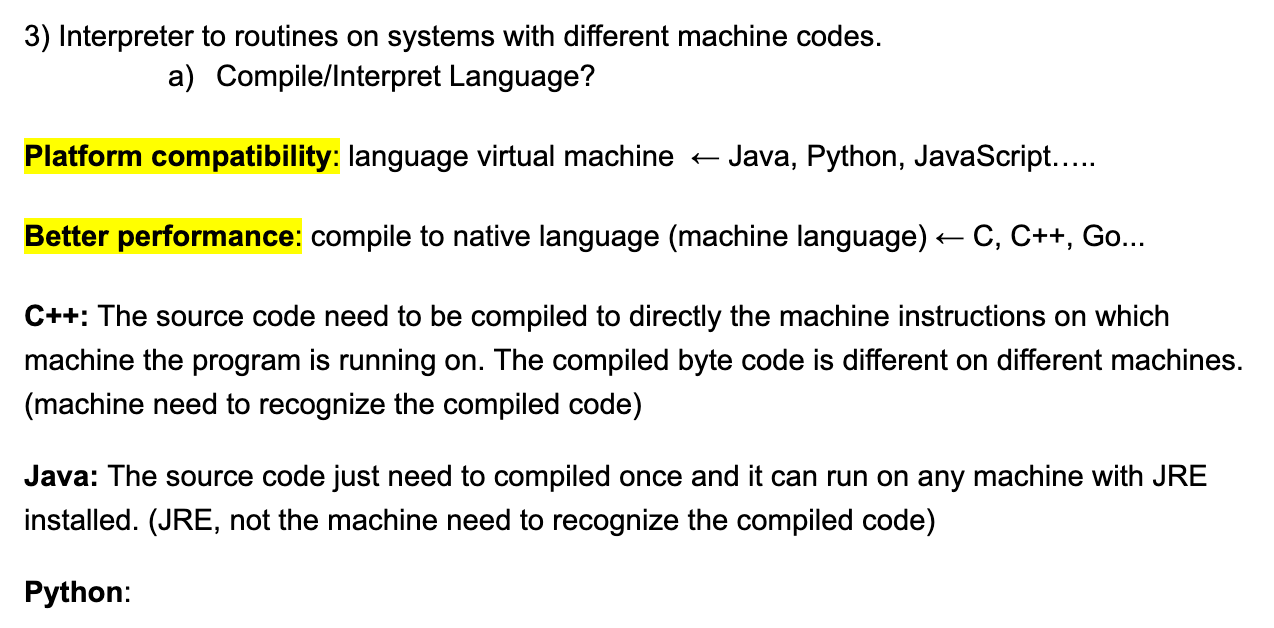 3) Interpreter to routines on systems with different machine codes.
a) Compile/Interpret Language?
Platform compatibility: language virtual machine ← Java, Python, JavaScript…..
Better performance: compile to native language (machine language) ← C, C++, Go...
C++: The source code need to be compiled to directly the machine instructions on which
machine the program is running on. The compiled byte code is different on different machines.
(machine need to recognize the compiled code)
Java: The source code just need to compiled once and it can run on any machine with JRE
installed. (JRE, not the machine need to recognize the compiled code)
Python: